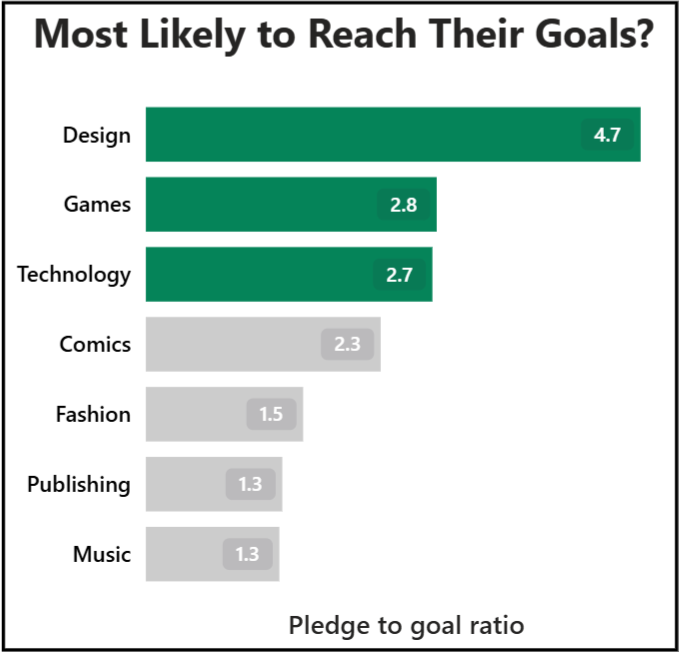 Most Likely to Reach Their Goals?
Design 4.7
Games 2.8
Technology 2.7
Comics 2.3
Fashion 1.5
Publishing 1.3
Music 1.3
Pledge to goal ratio